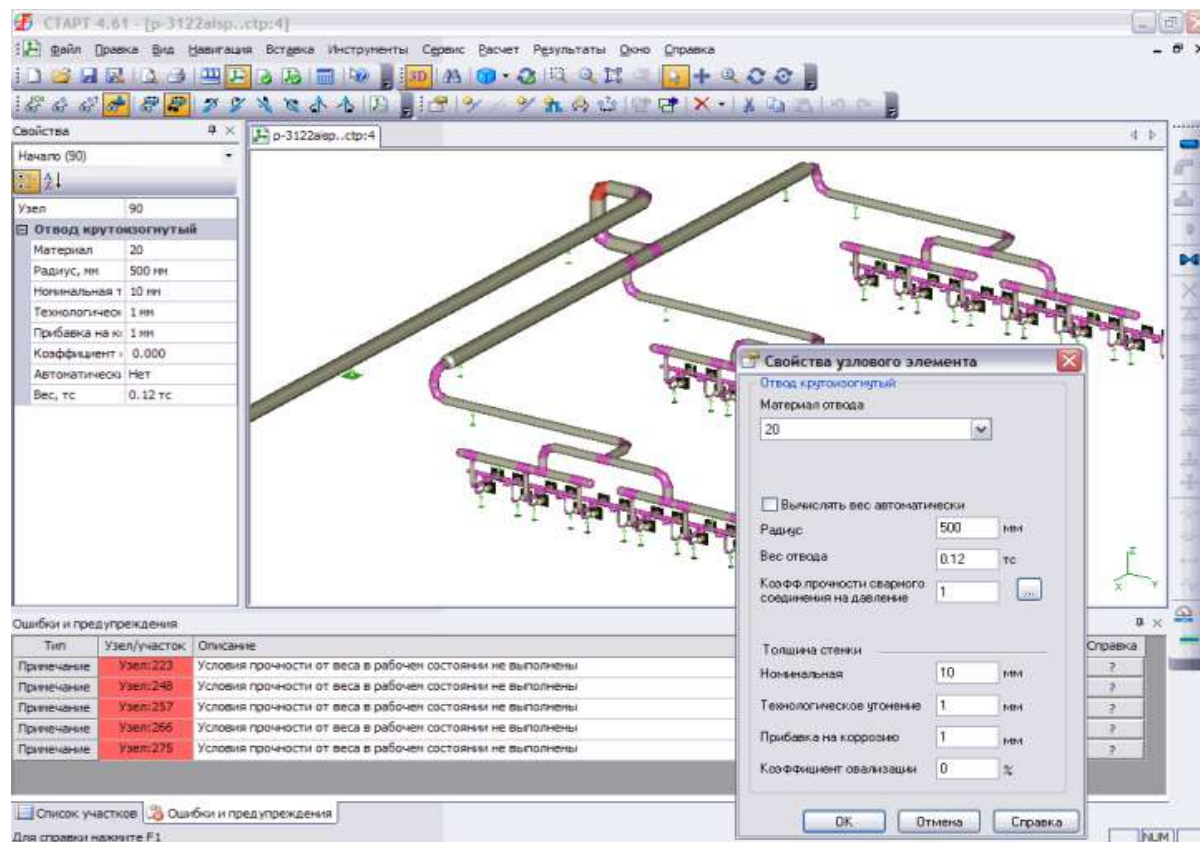 СТАРТ 4.61 - [p-3122aisp..ctp:4]
Файл Правка Вид Навигация Вставка Инструменты Сервис Расчет Результаты Окно Справка
3D
Свойства
p-3122aisp..ctp:4
Начало (90)
Узел 90
Отвод крутоизогнутый
Материал 20
Радиус, мм 500 мм
Номинальная т 10 мм
Технологическ 1 мм
Прибавка на ко 1 мм
Коэффициент 0.000
Автоматически Нет
Вес, тс 0.12 тс
Свойства узлового элемента
Отвод крутоизогнутый
Материал отвода
20
Вычислять вес автоматически
Радиус 500 мм
Вес отвода 0.12 тс
Коэфф.прочности сварного
соединения на давление 1 ...
Толщина стенки
Номинальная 10 мм
Технологическое утонение 1 мм
Прибавка на коррозию 1 мм
Коэффициент овализации 0 %
OK Отмена Справка
Z
X Y
Ошибки и предупреждения
Тип Узел/участок Описание Справка
Примечание Узел:223 Условия прочности от веса в рабочем состоянии не выполнены ?
Примечание Узел:248 Условия прочности от веса в рабочем состоянии не выполнены ?
Примечание Узел:257 Условия прочности от веса в рабочем состоянии не выполнены ?
Примечание Узел:266 Условия прочности от веса в рабочем состоянии не выполнены ?
Примечание Узел:275 Условия прочности от веса в рабочем состоянии не выполнены ?
Список участков Ошибки и предупреждения
Для справки нажмите F1 NUM